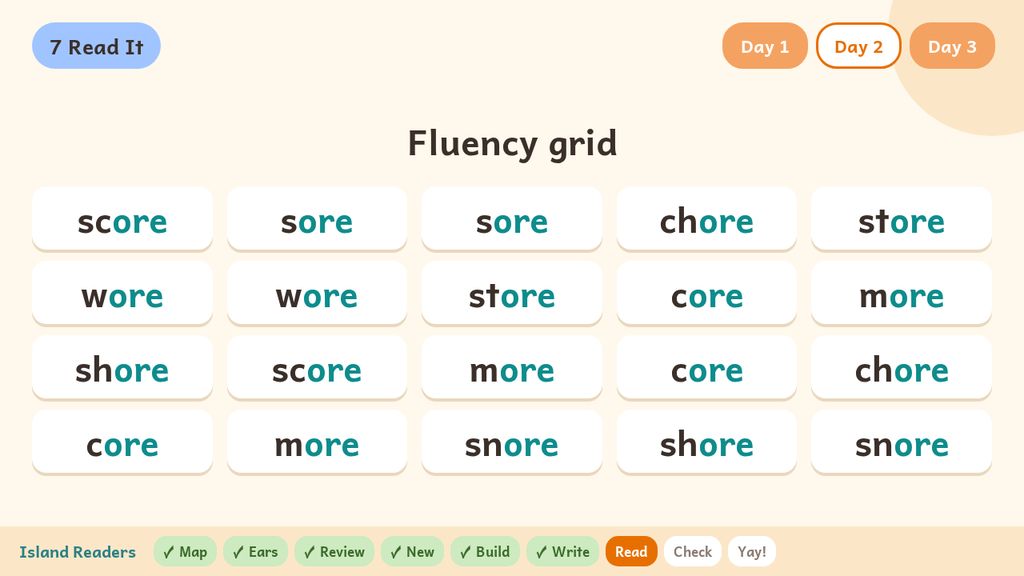 7 Read It
Day 1 Day 2 Day 3
Fluency grid
score sore sore chore store
wore wore store core more
shore score more core chore
core more snore shore snore
Island Readers ✓ Map ✓ Ears ✓ Review ✓ New ✓ Build ✓ Write Read Check Yay!